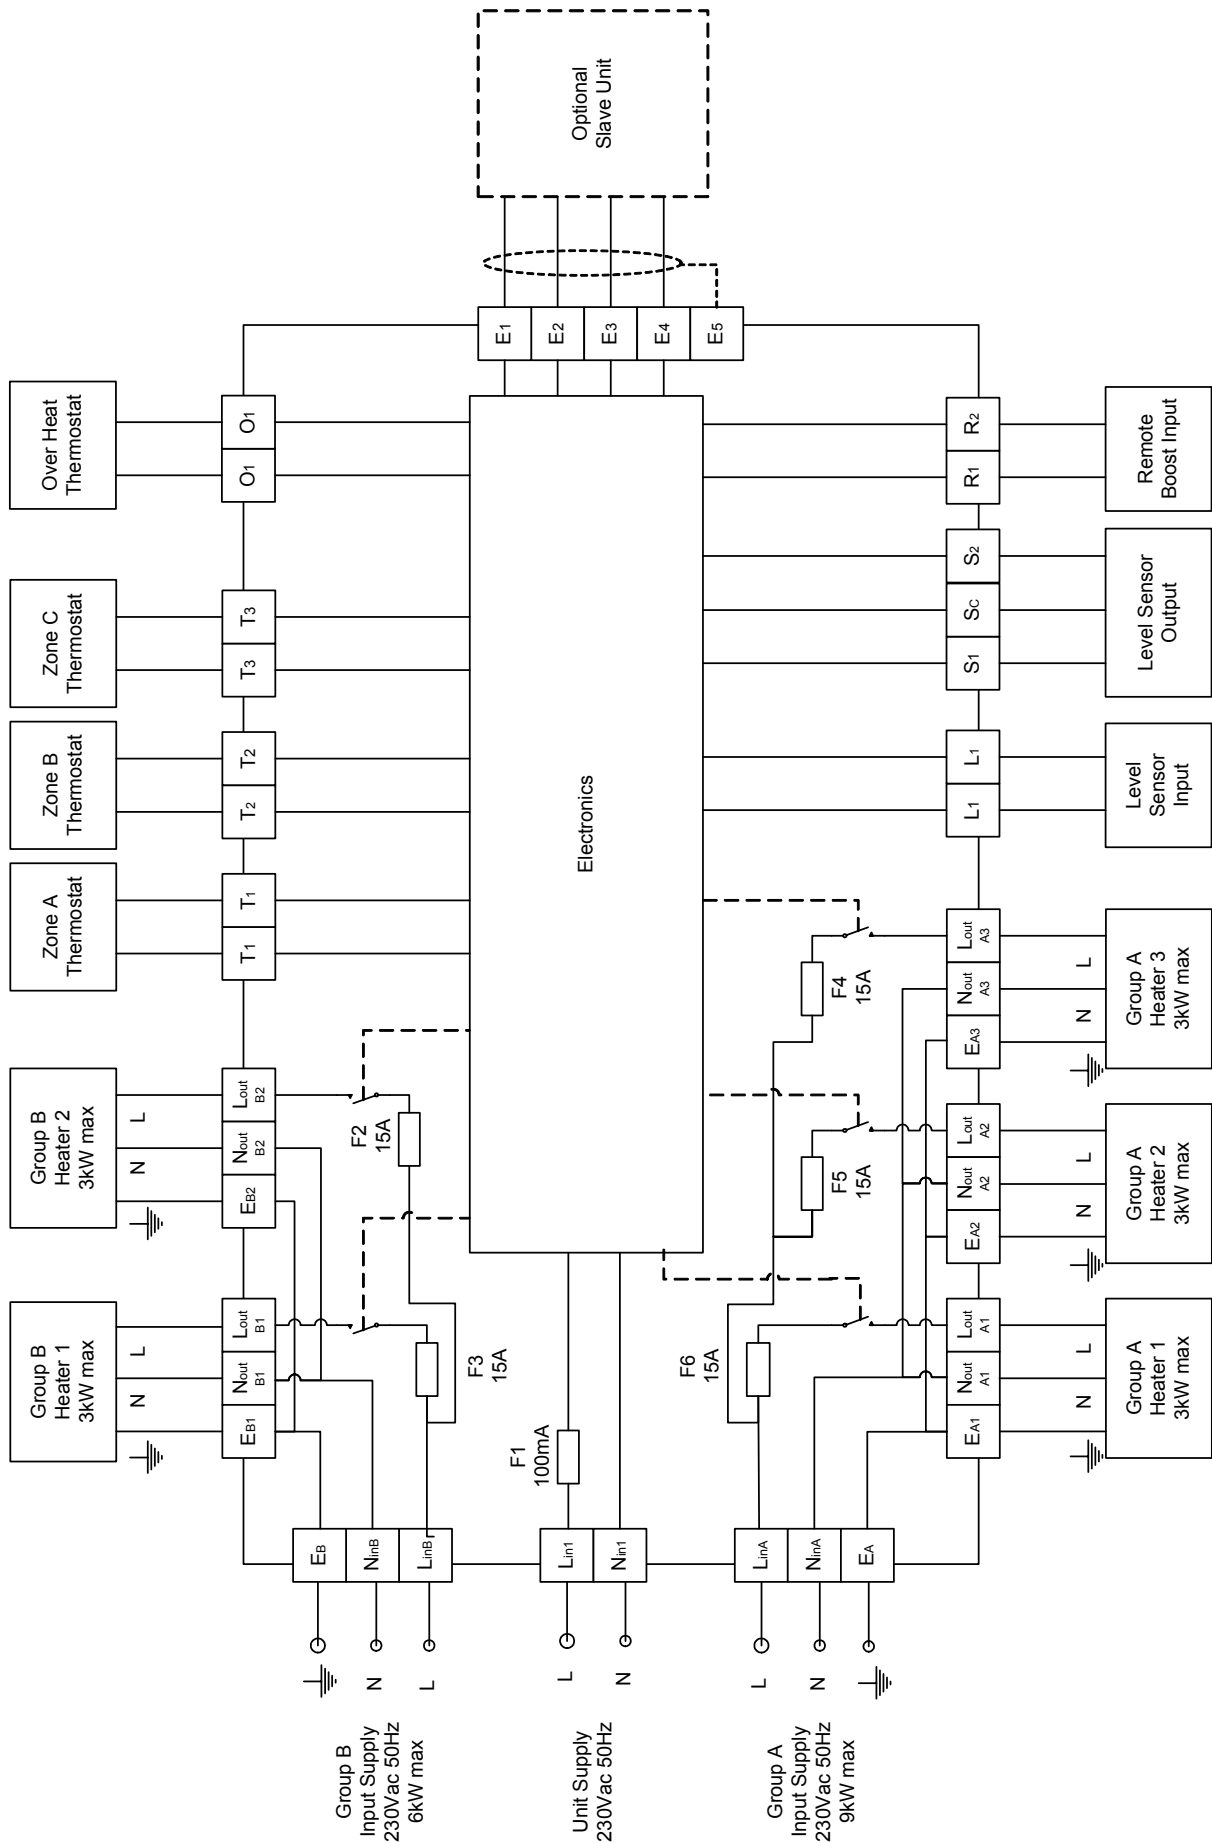 Group B
Heater 1
3kW max
Group B
Heater 2
3kW max
Zone A
Thermostat
Zone B
Thermostat
Zone C
Thermostat
Over Heat
Thermostat
N
L
N
L
EB1
Nout
B1
Lout
B1
EB2
Nout
B2
Lout
B2
T1
T1
T2
T2
T3
T3
O1
O1
Group B
Input Supply
230Vac 50Hz
6kW max
N
L
EB
NinB
LinB
F3
15A
F2
15A
Unit Supply
230Vac 50Hz
L
N
Lin1
Nin1
F1
100mA
Electronics
E1
E2
E3
E4
E5
Optional
Slave Unit
Group A
Input Supply
230Vac 50Hz
9kW max
L
N
LinA
NinA
EA
F6
15A
F5
15A
F4
15A
EA1
Nout
A1
Lout
A1
EA2
Nout
A2
Lout
A2
EA3
Nout
A3
Lout
A3
L1
L1
S1
SC
S2
R1
R2
N
L
N
L
N
L
Group A
Heater 1
3kW max
Group A
Heater 2
3kW max
Group A
Heater 3
3kW max
Level
Sensor
Input
Level Sensor
Output
Remote
Boost Input